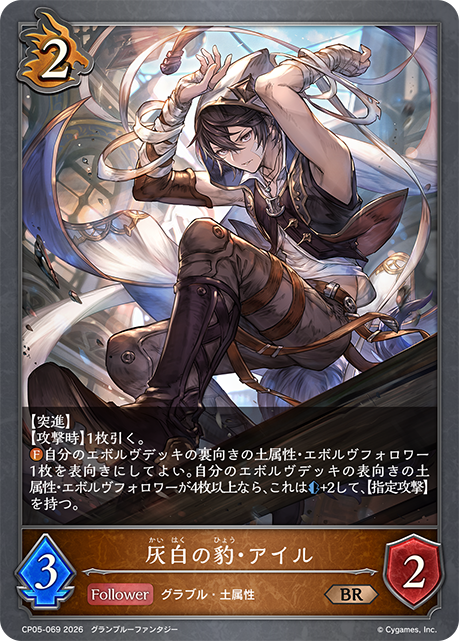 2
【突進】
【攻撃時】1枚引く。
F自分のエボルヴデッキの裏向きの土属性・エボルヴフォロワー
1枚を表向きにしてよい。自分のエボルヴデッキの表向きの土
属性・エボルヴフォロワーが4枚以上なら、これは+2して、【指定攻撃】
を持つ。
かいはく ひょう
灰白の豹・アイル
3
Follower グラブル・土属性 BR
2
CP05-069 2026 グランブルーファンタジー © Cygames, Inc.